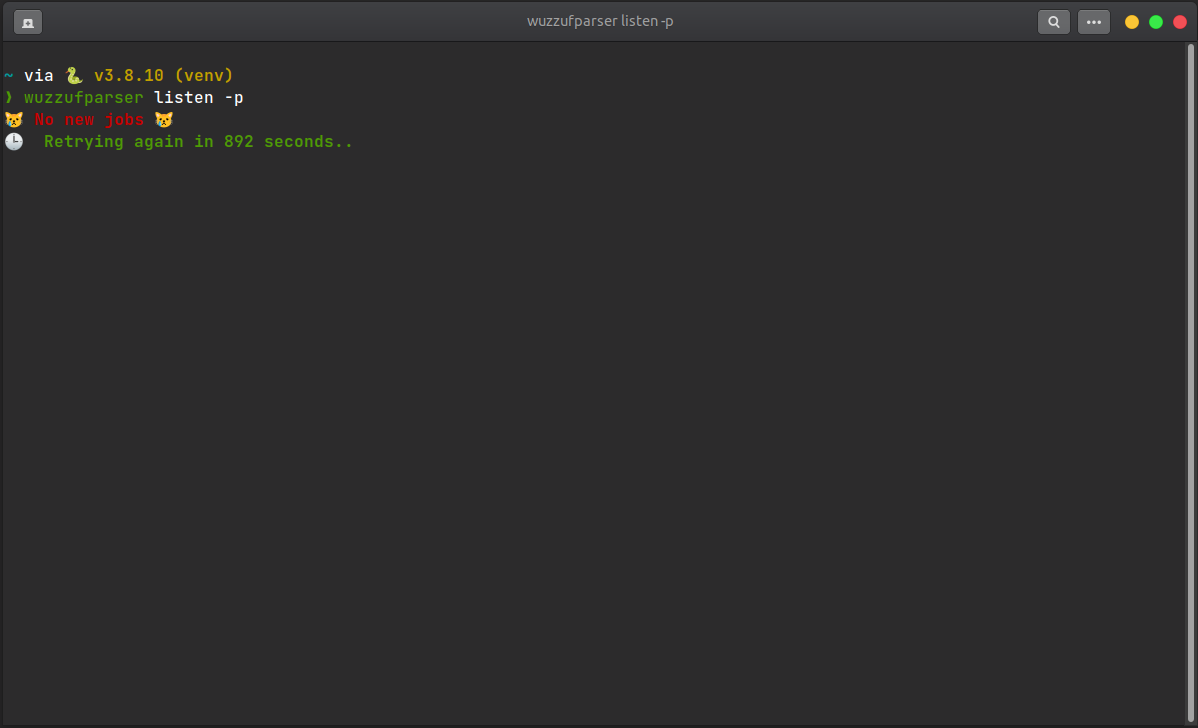 wuzzufparser listen -p
~ via 🐍 v3.8.10 (venv)
❯ wuzzufparser listen -p
😿 No new jobs 😿
🕒 Retrying again in 892 seconds..